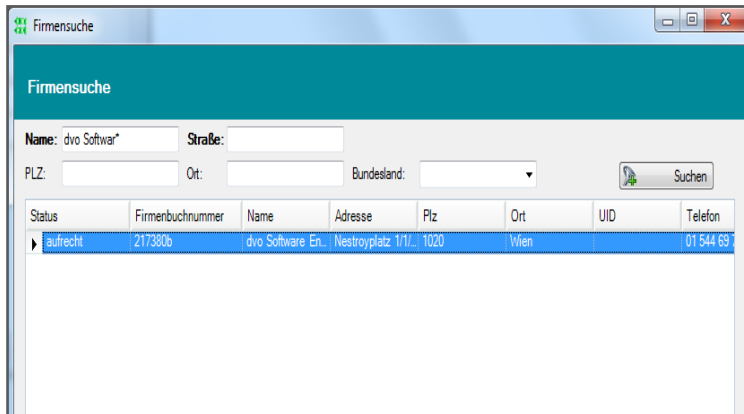 Firmensuche
Firmensuche
Name: dvo Softwar* Straße:
PLZ: Ort: Bundesland: Suchen
Status Firmenbuchnummer Name Adresse Plz Ort UID Telefon
aufrecht 217380b dvo Software En... Nestroyplatz 1/1/... 1020 Wien 01 544 69